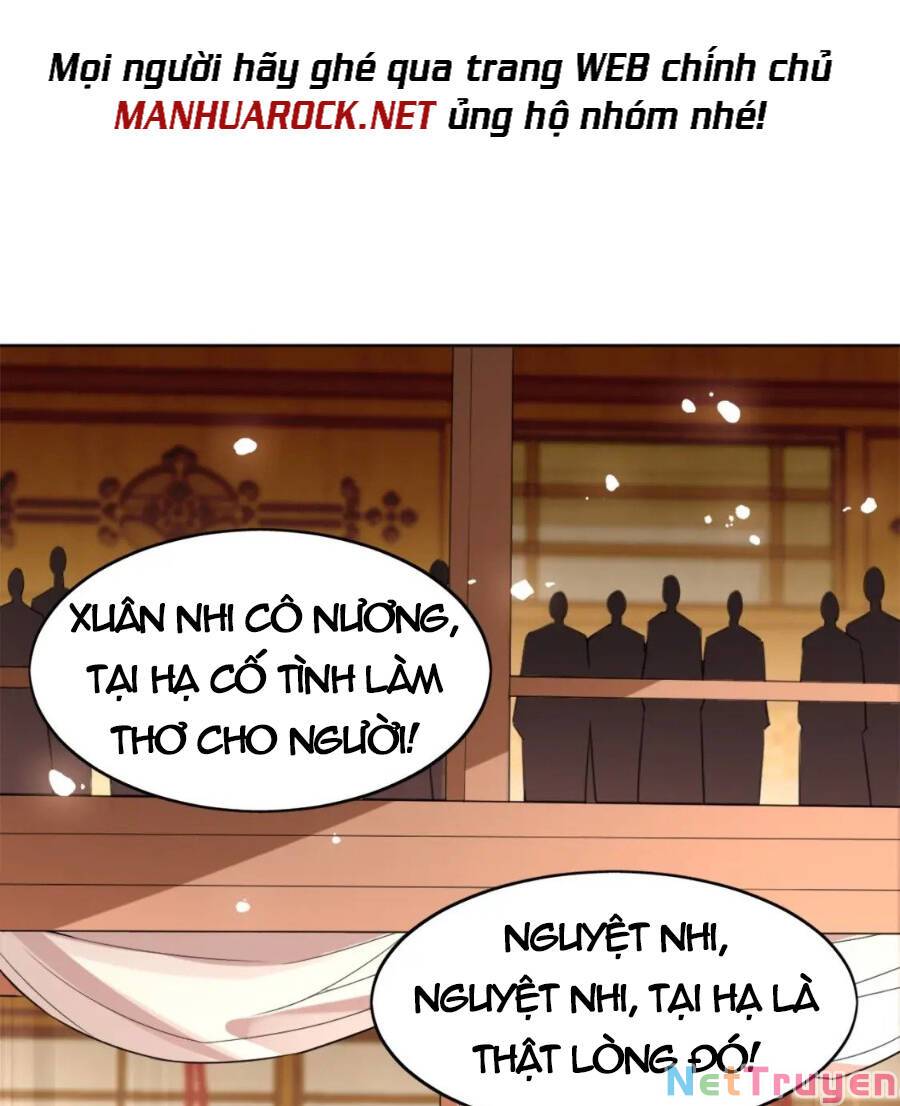 Mọi người hãy ghé qua trang WEB chính chủ
MANHUAROCK.NET ủng hộ nhóm nhé!
XUÂN NHI CÔ NƯƠNG,
TẠI HẠ CỐ TÌNH LÀM
THƠ CHO NGƯỜI!
NGUYỆT NHI,
NGUYỆT NHI, TẠI HẠ LÀ
THẬT LÒNG ĐÓ!
NetTruyen